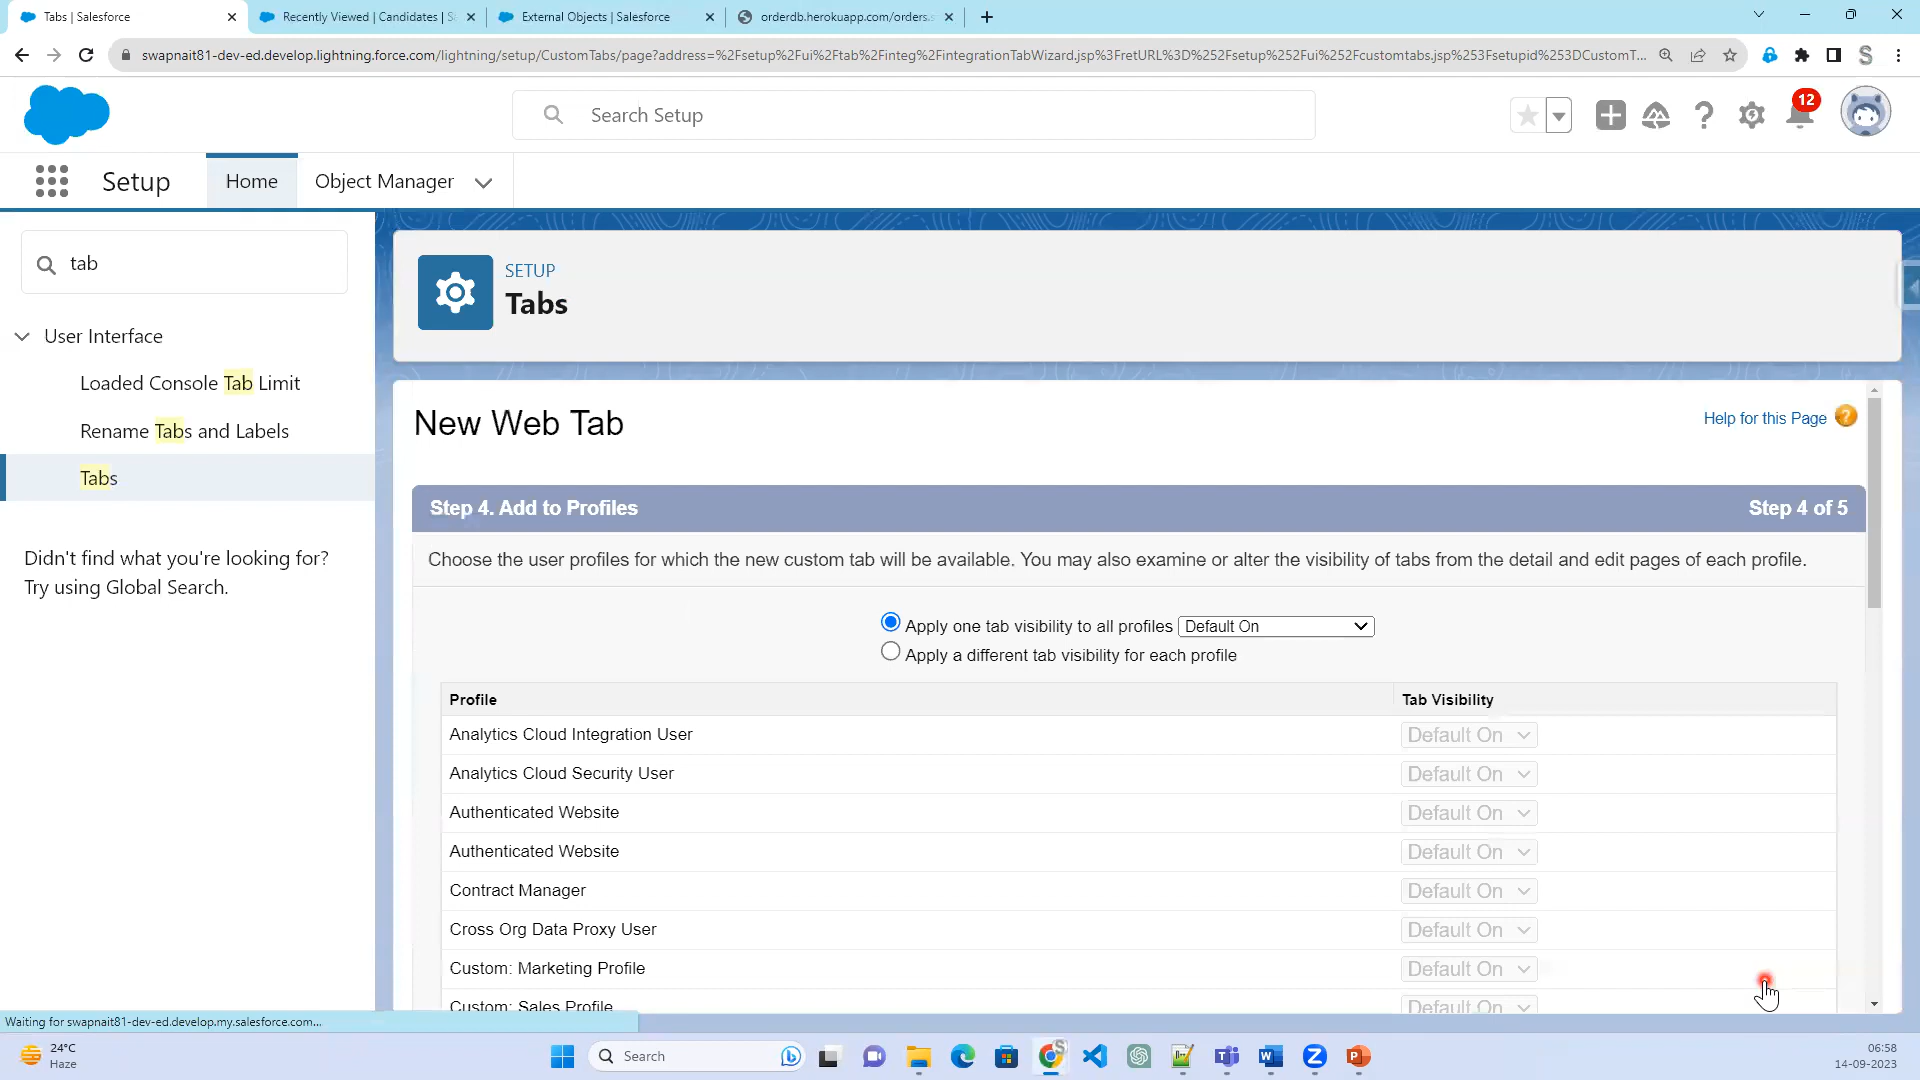 Tabs | Salesforce
Recently Viewed | Candidates | S
External Objects | Salesforce
orderdb.herokuapp.com/orders.s
swapnait81-dev-ed.develop.lightning.force.com/lightning/setup/CustomTabs/page?address=%2Fsetup%2Fui%2Ftab%2Finteg%2FintegrationTabWizard.jsp%3FretURL%3D%252Fsetup%252Fui%252Fcustomtabs.jsp%253Fsetupid%253DCustomT...
Search Setup
12
Setup
Home
Object Manager
tab
User Interface
Loaded Console Tab Limit
Rename Tabs and Labels
Tabs
Didn't find what you're looking for?
Try using Global Search.
SETUP
Tabs
New Web Tab
Help for this Page
Step 4. Add to Profiles
Step 4 of 5
Choose the user profiles for which the new custom tab will be available. You may also examine or alter the visibility of tabs from the detail and edit pages of each profile.
Apply one tab visibility to all profiles Default On
Apply a different tab visibility for each profile
Profile Tab Visibility
Analytics Cloud Integration User Default On
Analytics Cloud Security User Default On
Authenticated Website Default On
Authenticated Website Default On
Contract Manager Default On
Cross Org Data Proxy User Default On
Custom: Marketing Profile Default On
Custom: Sales Profile Default On
Waiting for swapnait81-dev-ed.develop.my.salesforce.com...
24°C
Haze
Search
06:58
14-09-2023